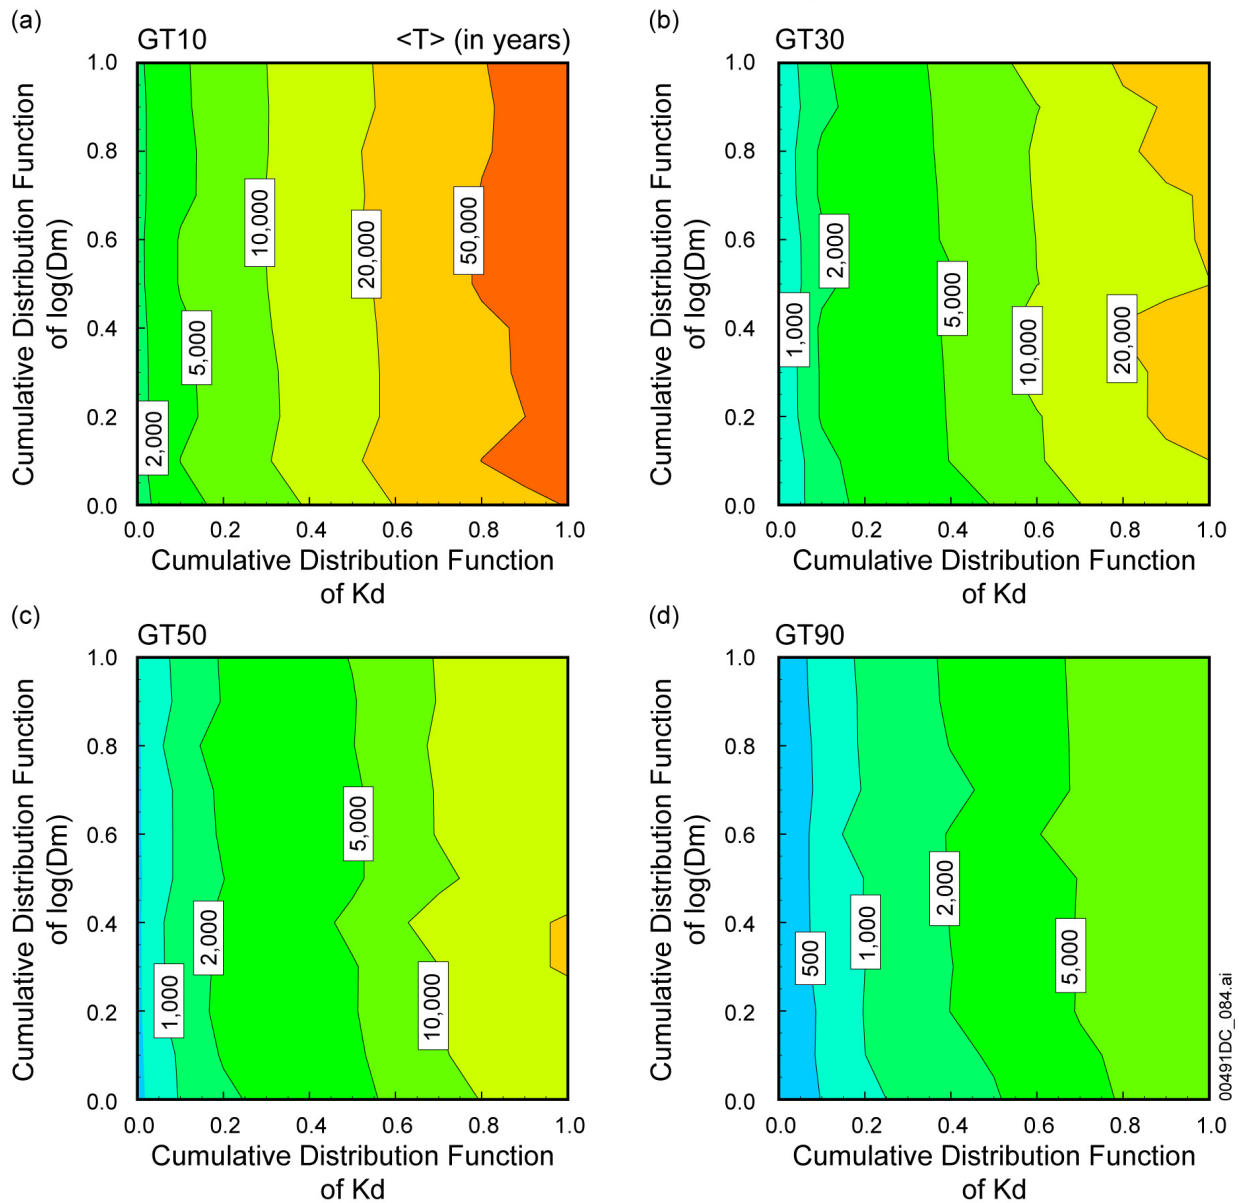 (a)
GT10 <T> (in years)
Cumulative Distribution Function
of log(Dm)
1.0
0.8
0.6
0.4
0.2
0.0
10,000
20,000
50,000
5,000
2,000
0.0 0.2 0.4 0.6 0.8 1.0
Cumulative Distribution Function
of Kd
(b)
GT30
Cumulative Distribution Function
of log(Dm)
1.0
0.8
0.6
0.4
0.2
0.0
2,000
1,000
5,000
10,000
20,000
0.0 0.2 0.4 0.6 0.8 1.0
Cumulative Distribution Function
of Kd
(c)
GT50
Cumulative Distribution Function
of log(Dm)
1.0
0.8
0.6
0.4
0.2
0.0
5,000
2,000
1,000
10,000
0.0 0.2 0.4 0.6 0.8 1.0
Cumulative Distribution Function
of Kd
(d)
GT90
Cumulative Distribution Function
of log(Dm)
1.0
0.8
0.6
0.4
0.2
0.0
500
1,000
2,000
5,000
0.0 0.2 0.4 0.6 0.8 1.0
Cumulative Distribution Function
of Kd
00491DC_084.ai